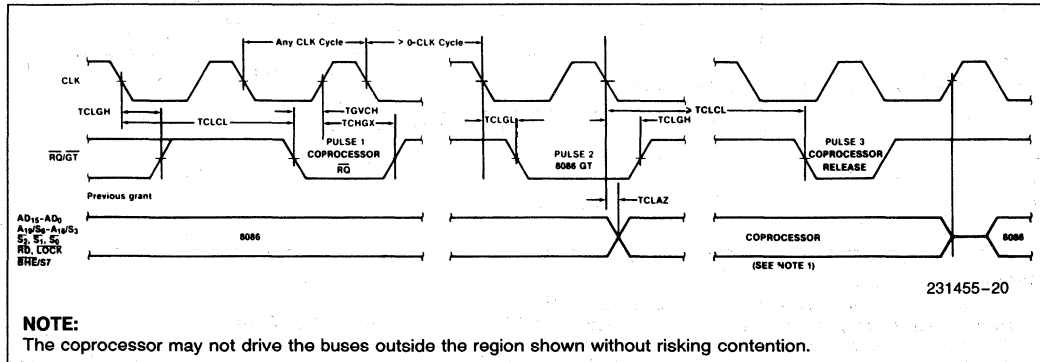 Any CLK Cycle
> 0-CLK Cycle
CLK
TCLGH
TCLCL
TGVCH
TCHGX
TCLGL
> TCLCL
TCLGH
RQ/GT
PULSE 1
COPROCESSOR
RQ
PULSE 2
8086 GT
PULSE 3
COPROCESSOR
RELEASE
Previous grant
TCLAZ
AD15-AD0
A19/S6-A16/S3
S2, S1, S0
RD, LOCK
BHE/S7
8086
COPROCESSOR
8086
(SEE NOTE 1)
231455-20
NOTE:
The coprocessor may not drive the buses outside the region shown without risking contention.